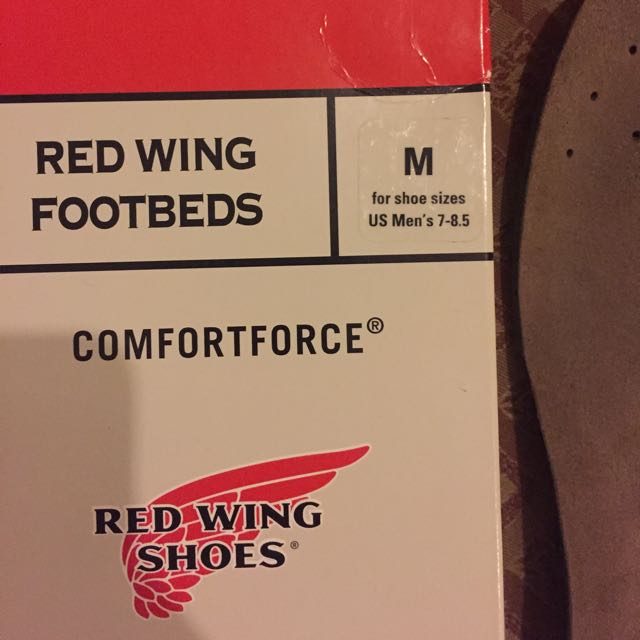 RED WING
FOOTBEDS
M
for shoe sizes
US Men's 7-8.5
COMFORTFORCE®
RED WING
SHOES®